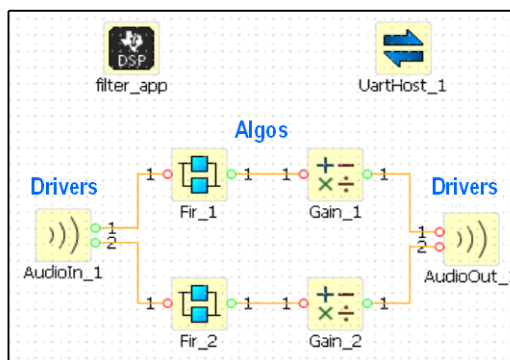 DSP
filter_app
UartHost_1
Algos
Drivers
Drivers
1
1
1
1
1
1
Fir_1
Gain_1
1
2
1
2
AudioIn_1
AudioOut_
1
1
1
1
Fir_2
Gain_2